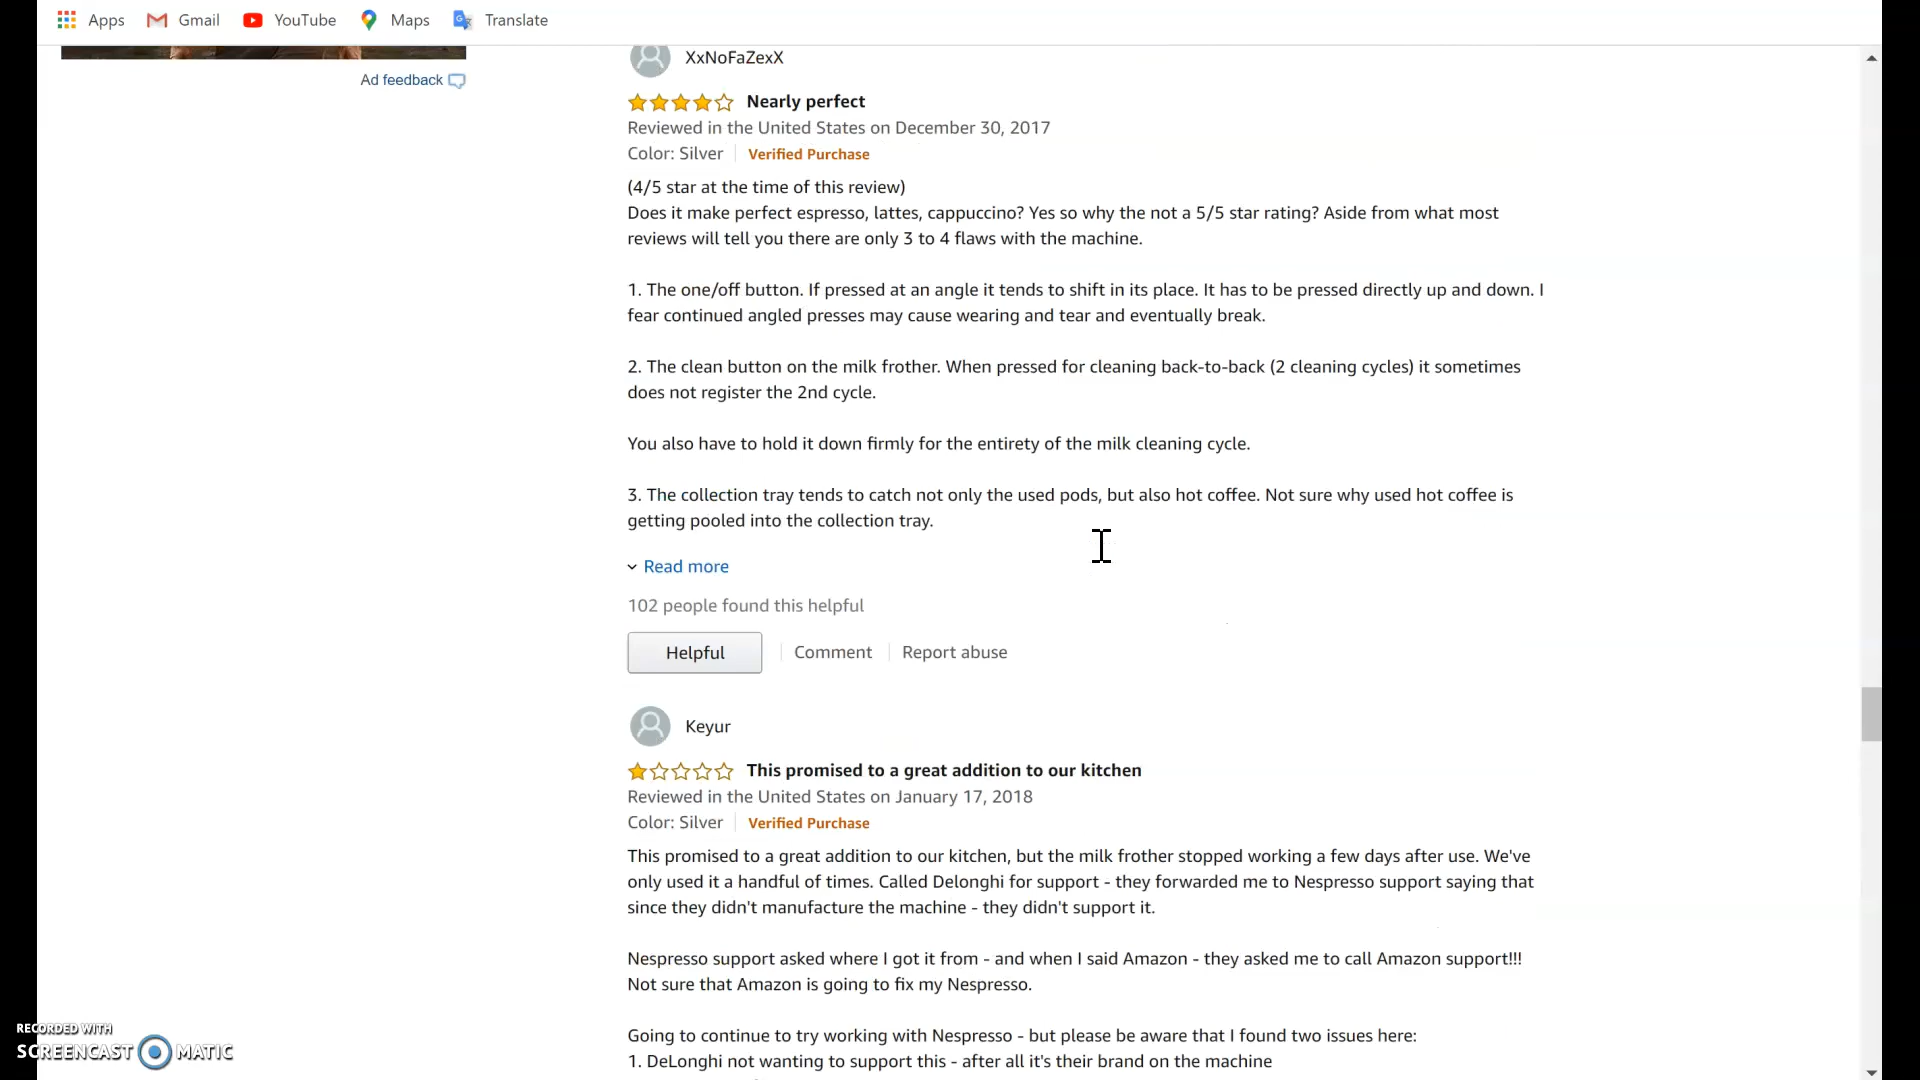 Apps Gmail YouTube Maps Translate
Ad feedback
XxNoFaZexX
Nearly perfect
Reviewed in the United States on December 30, 2017
Color: Silver Verified Purchase
(4/5 star at the time of this review)
Does it make perfect espresso, lattes, cappuccino? Yes so why the not a 5/5 star rating? Aside from what most
reviews will tell you there are only 3 to 4 flaws with the machine.
1. The one/off button. If pressed at an angle it tends to shift in its place. It has to be pressed directly up and down. I
fear continued angled presses may cause wearing and tear and eventually break.
2. The clean button on the milk frother. When pressed for cleaning back-to-back (2 cleaning cycles) it sometimes
does not register the 2nd cycle.
You also have to hold it down firmly for the entirety of the milk cleaning cycle.
3. The collection tray tends to catch not only the used pods, but also hot coffee. Not sure why used hot coffee is
getting pooled into the collection tray.
Read more
102 people found this helpful
Helpful Comment Report abuse
Keyur
This promised to a great addition to our kitchen
Reviewed in the United States on January 17, 2018
Color: Silver Verified Purchase
This promised to a great addition to our kitchen, but the milk frother stopped working a few days after use. We've
only used it a handful of times. Called Delonghi for support - they forwarded me to Nespresso support saying that
since they didn't manufacture the machine - they didn't support it.
Nespresso support asked where I got it from - and when I said Amazon - they asked me to call Amazon support!!!
Not sure that Amazon is going to fix my Nespresso.
Going to continue to try working with Nespresso - but please be aware that I found two issues here:
1. DeLonghi not wanting to support this - after all it's their brand on the machine
RECORDED WITH
SCREENCAST MATIC